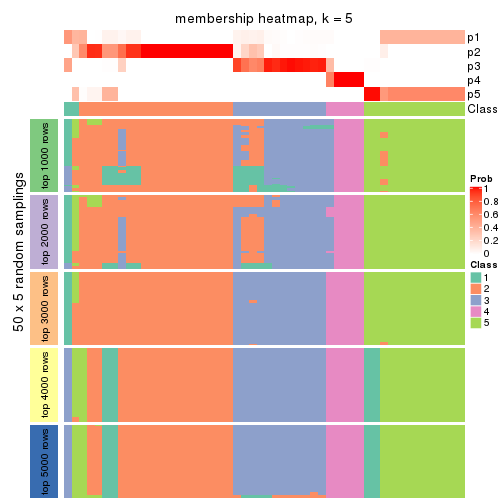 membership heatmap, k = 5
p1
p2
p3
p4
p5
Class
50 x 5 random samplings
top 1000 rows
top 2000 rows
top 3000 rows
top 4000 rows
top 5000 rows
Prob
1
0.8
0.6
0.4
0.2
0
Class
1
2
3
4
5